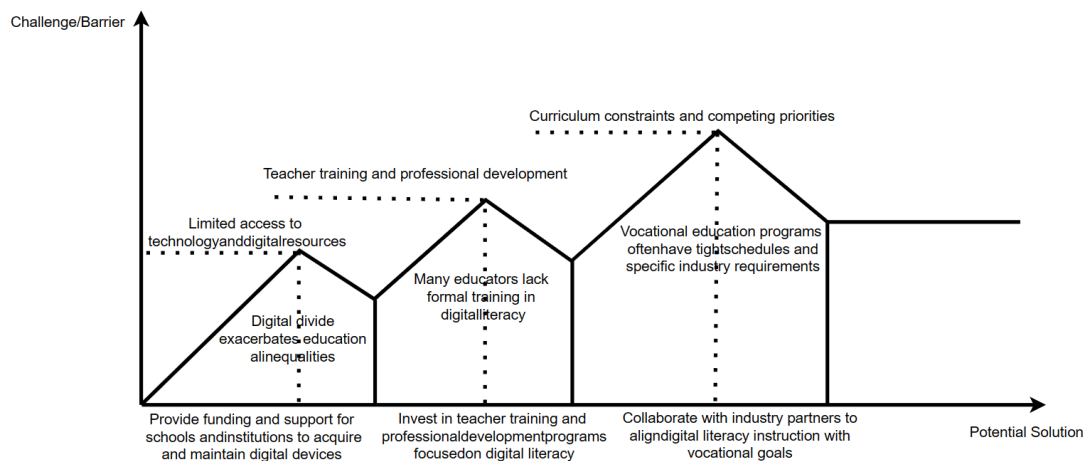 Challenge/Barrier
Curriculum constraints and competing priorities
Teacher training and professional development
Limited access to
technologyanddigitalresources
Vocational education programs
oftenhave tightschedules and
specific industry requirements
Many educators lack
formal training in
digitalliteracy
Digital divide
exacerbates education
alinequalities
Provide funding and support for
schools andinstitutions to acquire
and maintain digital devices
Invest in teacher training and
professionaldevelopmentprograms
focusedon digital literacy
Collaborate with industry partners to
aligndigital literacy instruction with
vocational goals
Potential Solution